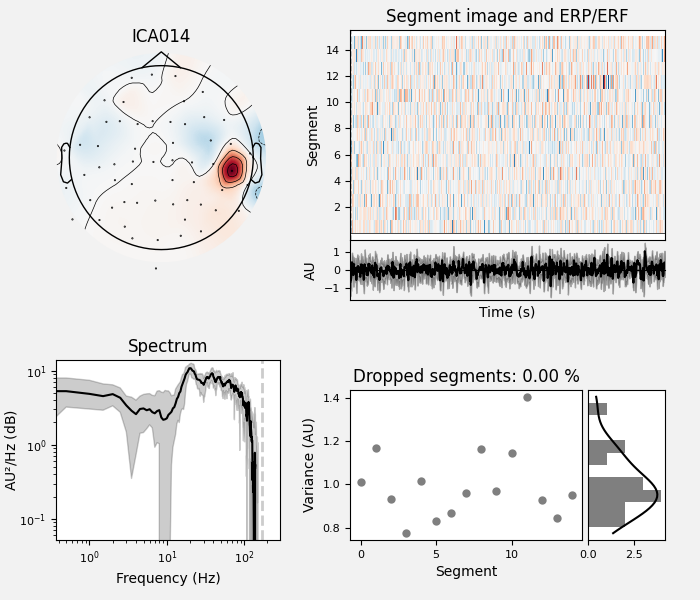 ICA014
Segment image and ERP/ERF
Segment
14
12
10
8
6
4
2
AU
1
0
−1
Time (s)
Spectrum
AU²/Hz (dB)
10¹
10⁰
10⁻¹
10⁰ 10¹ 10²
Frequency (Hz)
Dropped segments: 0.00 %
Variance (AU)
1.4
1.2
1.0
0.8
0 5 10
Segment
0.0 2.5